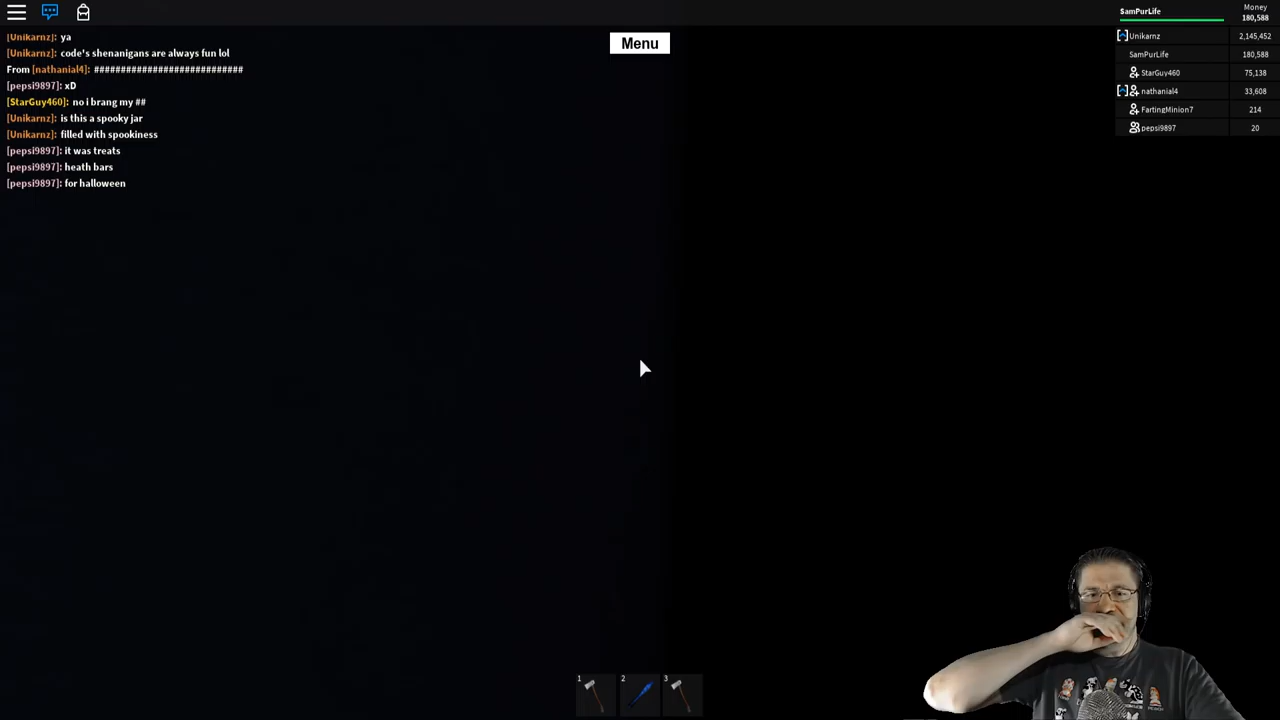 [Unikarnz]: ya
[Unikarnz]: code's shenanigans are always fun lol
From [nathanial4]: ############################
[pepsi9897]: xD
[StarGuy460]: no i brang my ##
[Unikarnz]: is this a spooky jar
[Unikarnz]: filled with spookiness
[pepsi9897]: it was treats
[pepsi9897]: heath bars
[pepsi9897]: for halloween
Menu
SamPurLife Money
180,588
Unikarnz 2,145,452
SamPurLife 180,588
StarGuy460 75,138
nathanial4 33,608
FartingMinion7 214
pepsi9897 20
1 2 3